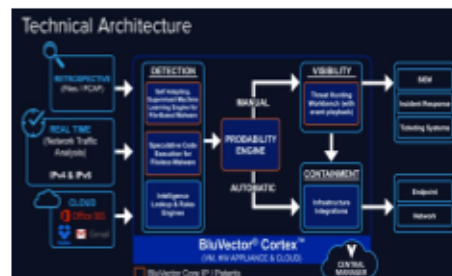 Technical Architecture
RETROSPECTIVE
(Files / PCAP)
REAL TIME
(Network Traffic
Analysis)
IPv4 & IPv6
CLOUD
Office 365
Gmail
DETECTION
Self Adapting,
Supervised Machine
Learning Engine for
File-Based Malware
Speculative Code
Execution for
Fileless Malware
Intelligence
Lookup & Rules
Engines
MANUAL
PROBABILITY
ENGINE
AUTOMATIC
VISIBILITY
Threat Hunting
Workbench (with
event playback)
CONTAINMENT
Infrastructure
Integrations
SIEM
Incident Response
Ticketing Systems
Endpoint
Network
BluVector® Cortex™
(VM, HW APPLIANCE & CLOUD)
CENTRAL
MANAGER
BluVector Core IP | Patents